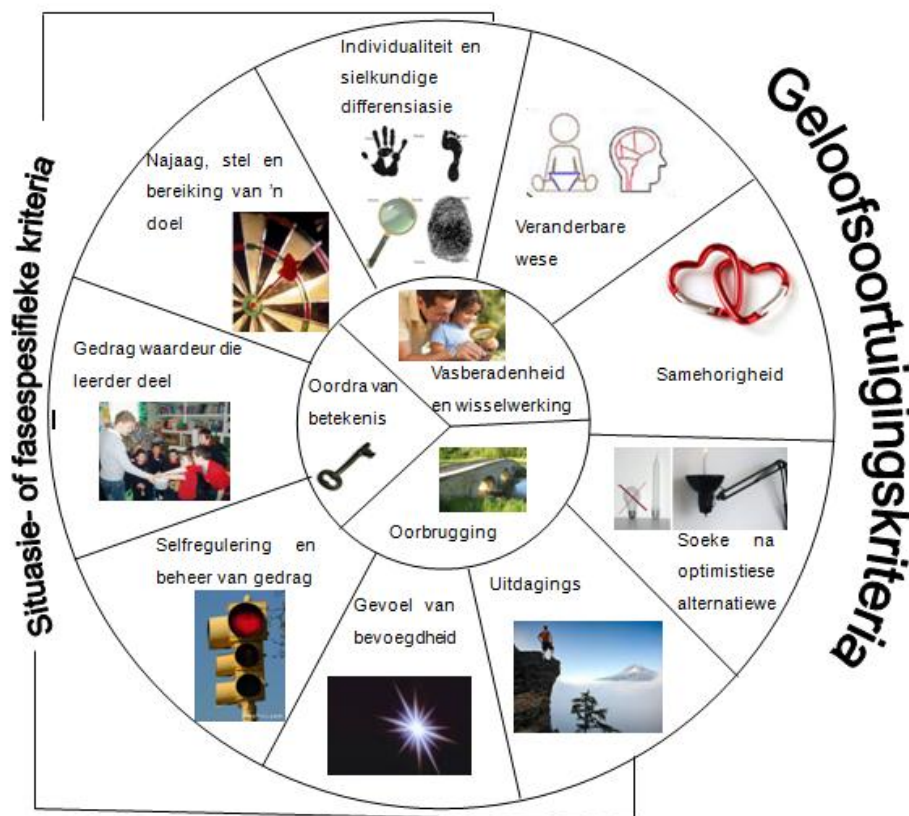 Individualiteit en
sielkundige
differensiasie
Veranderbare
wese
Samehorigheid
Soeke na
optimistiese
alternatiewe
Uitdagings
Gevoel van
bevoegdheid
Selfregulering en
beheer van gedrag
Gedrag waardeur die
leerder deel
Najaag, stel en
bereiking van 'n
doel
Vasberadenheid
en wisselwerking
Oorbrugging
Oordra van
betekenis
Situasie- of fasespesifieke kriteria
Geloofsoortuigingskriteria